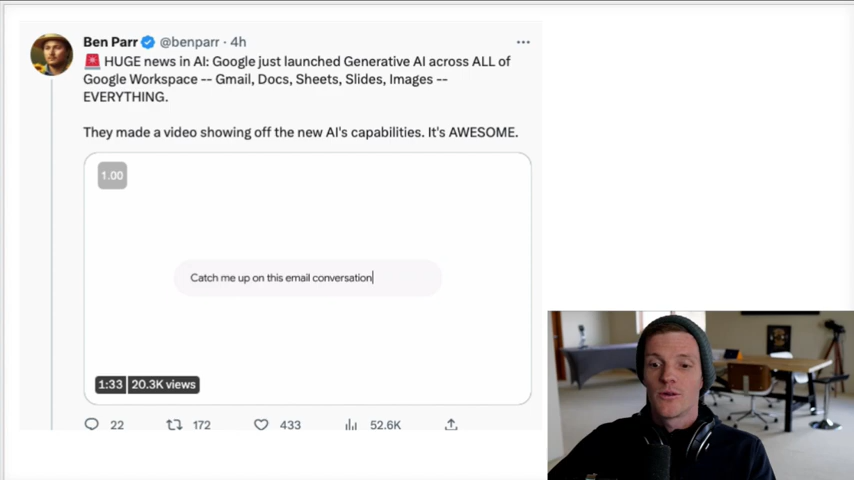 Ben Parr @benparr · 4h
🚨 HUGE news in AI: Google just launched Generative AI across ALL of
Google Workspace -- Gmail, Docs, Sheets, Slides, Images --
EVERYTHING.
They made a video showing off the new AI's capabilities. It's AWESOME.
1.00
Catch me up on this email conversation
1:33 20.3K views
22 172 433 52.6K